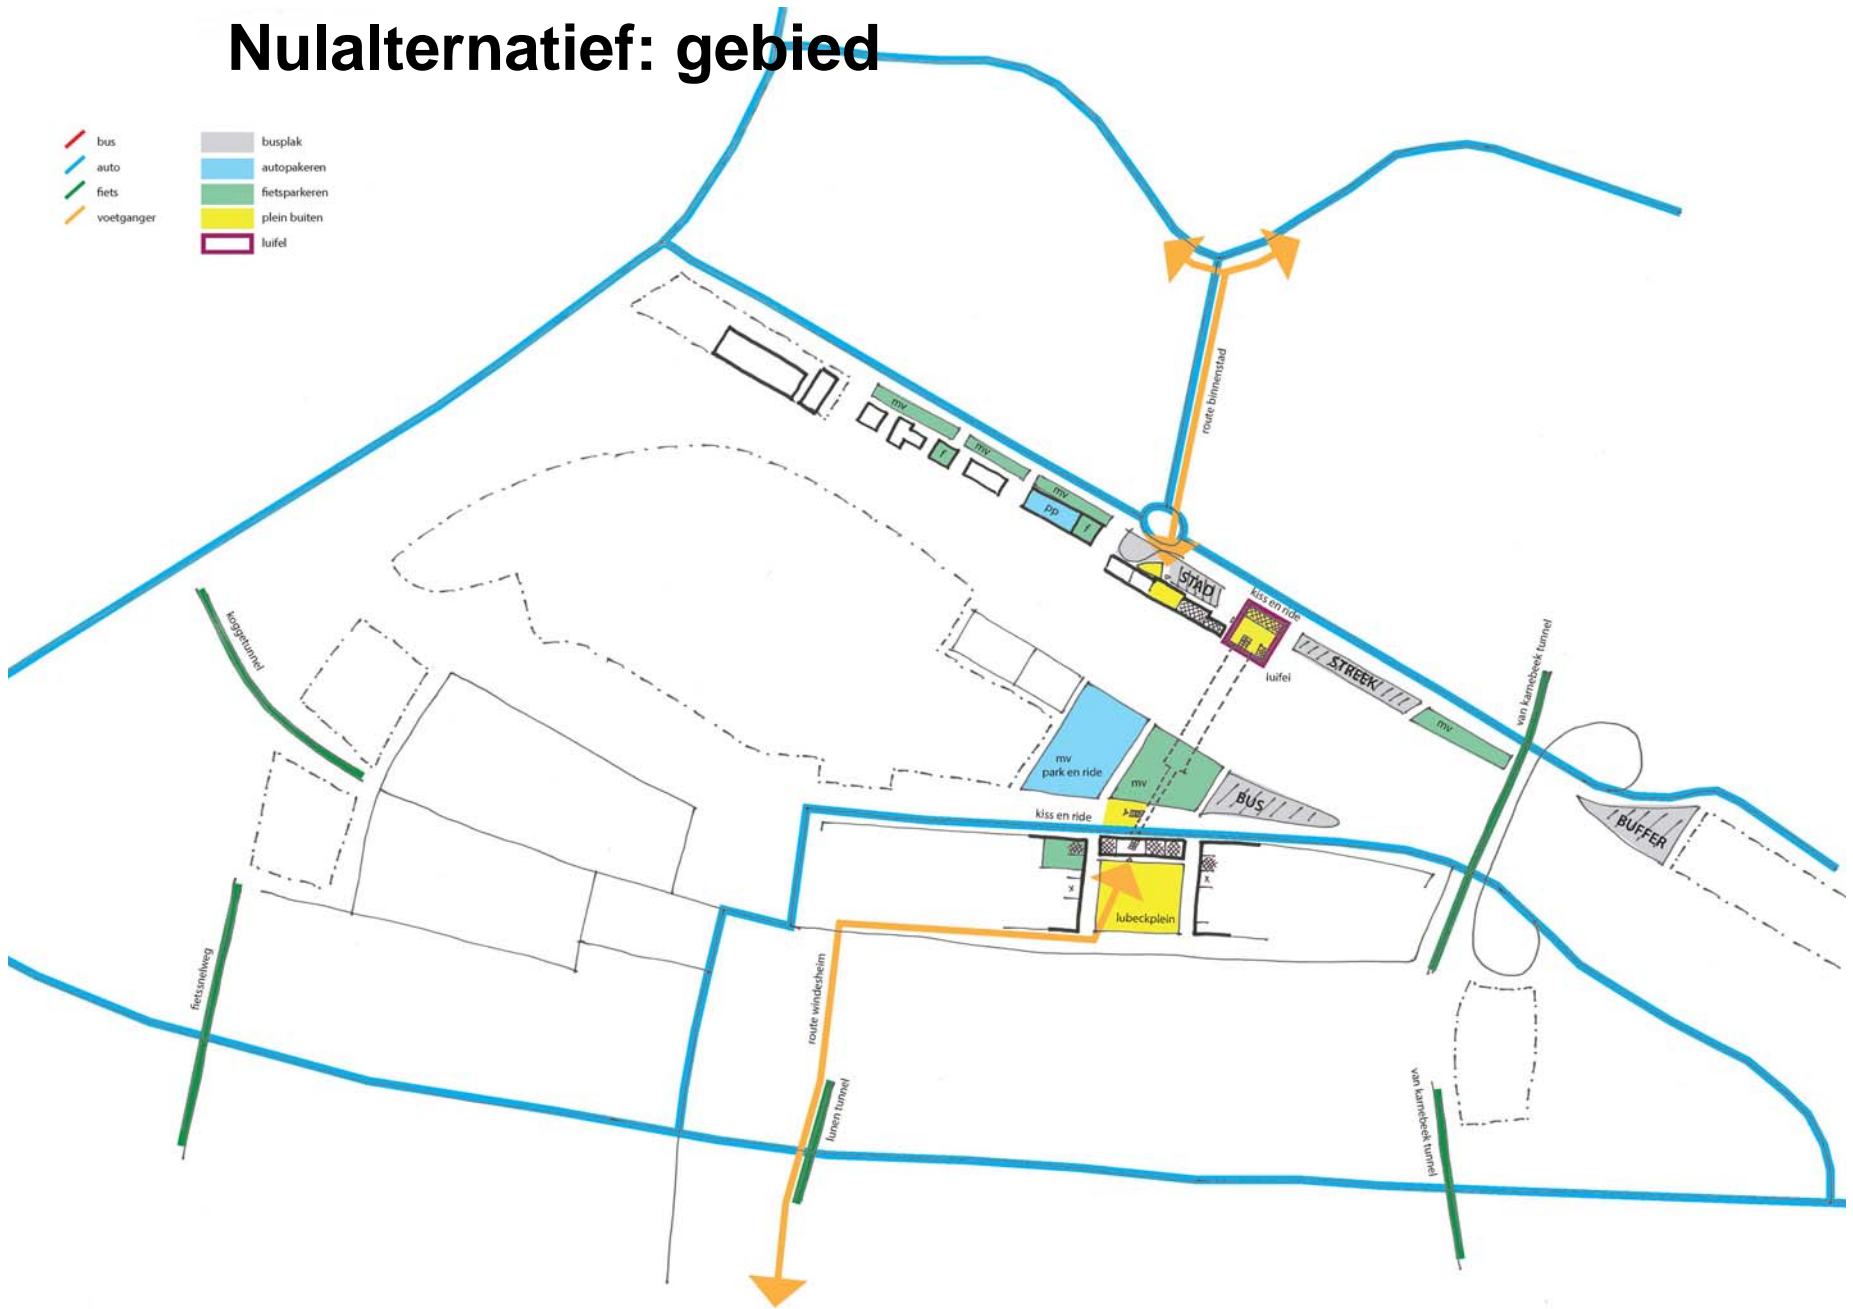 Nulalternatief: gebied
bus
auto
fiets
voetganger
busplak
autopakeren
fietsparkeren
plein buiten
luifel
route binnenstad
mv
mv
f
mv
pp
f
STAD
kiss en ride
luifel
STREEK
mv
van karnebeek tunnel
koggetunnel
mv
park en ride
mv
BUS
kiss en ride
BUFFER
x
x
lubeckplein
fietssnelweg
route windesheim
lunen tunnel
van karnebeek tunnel